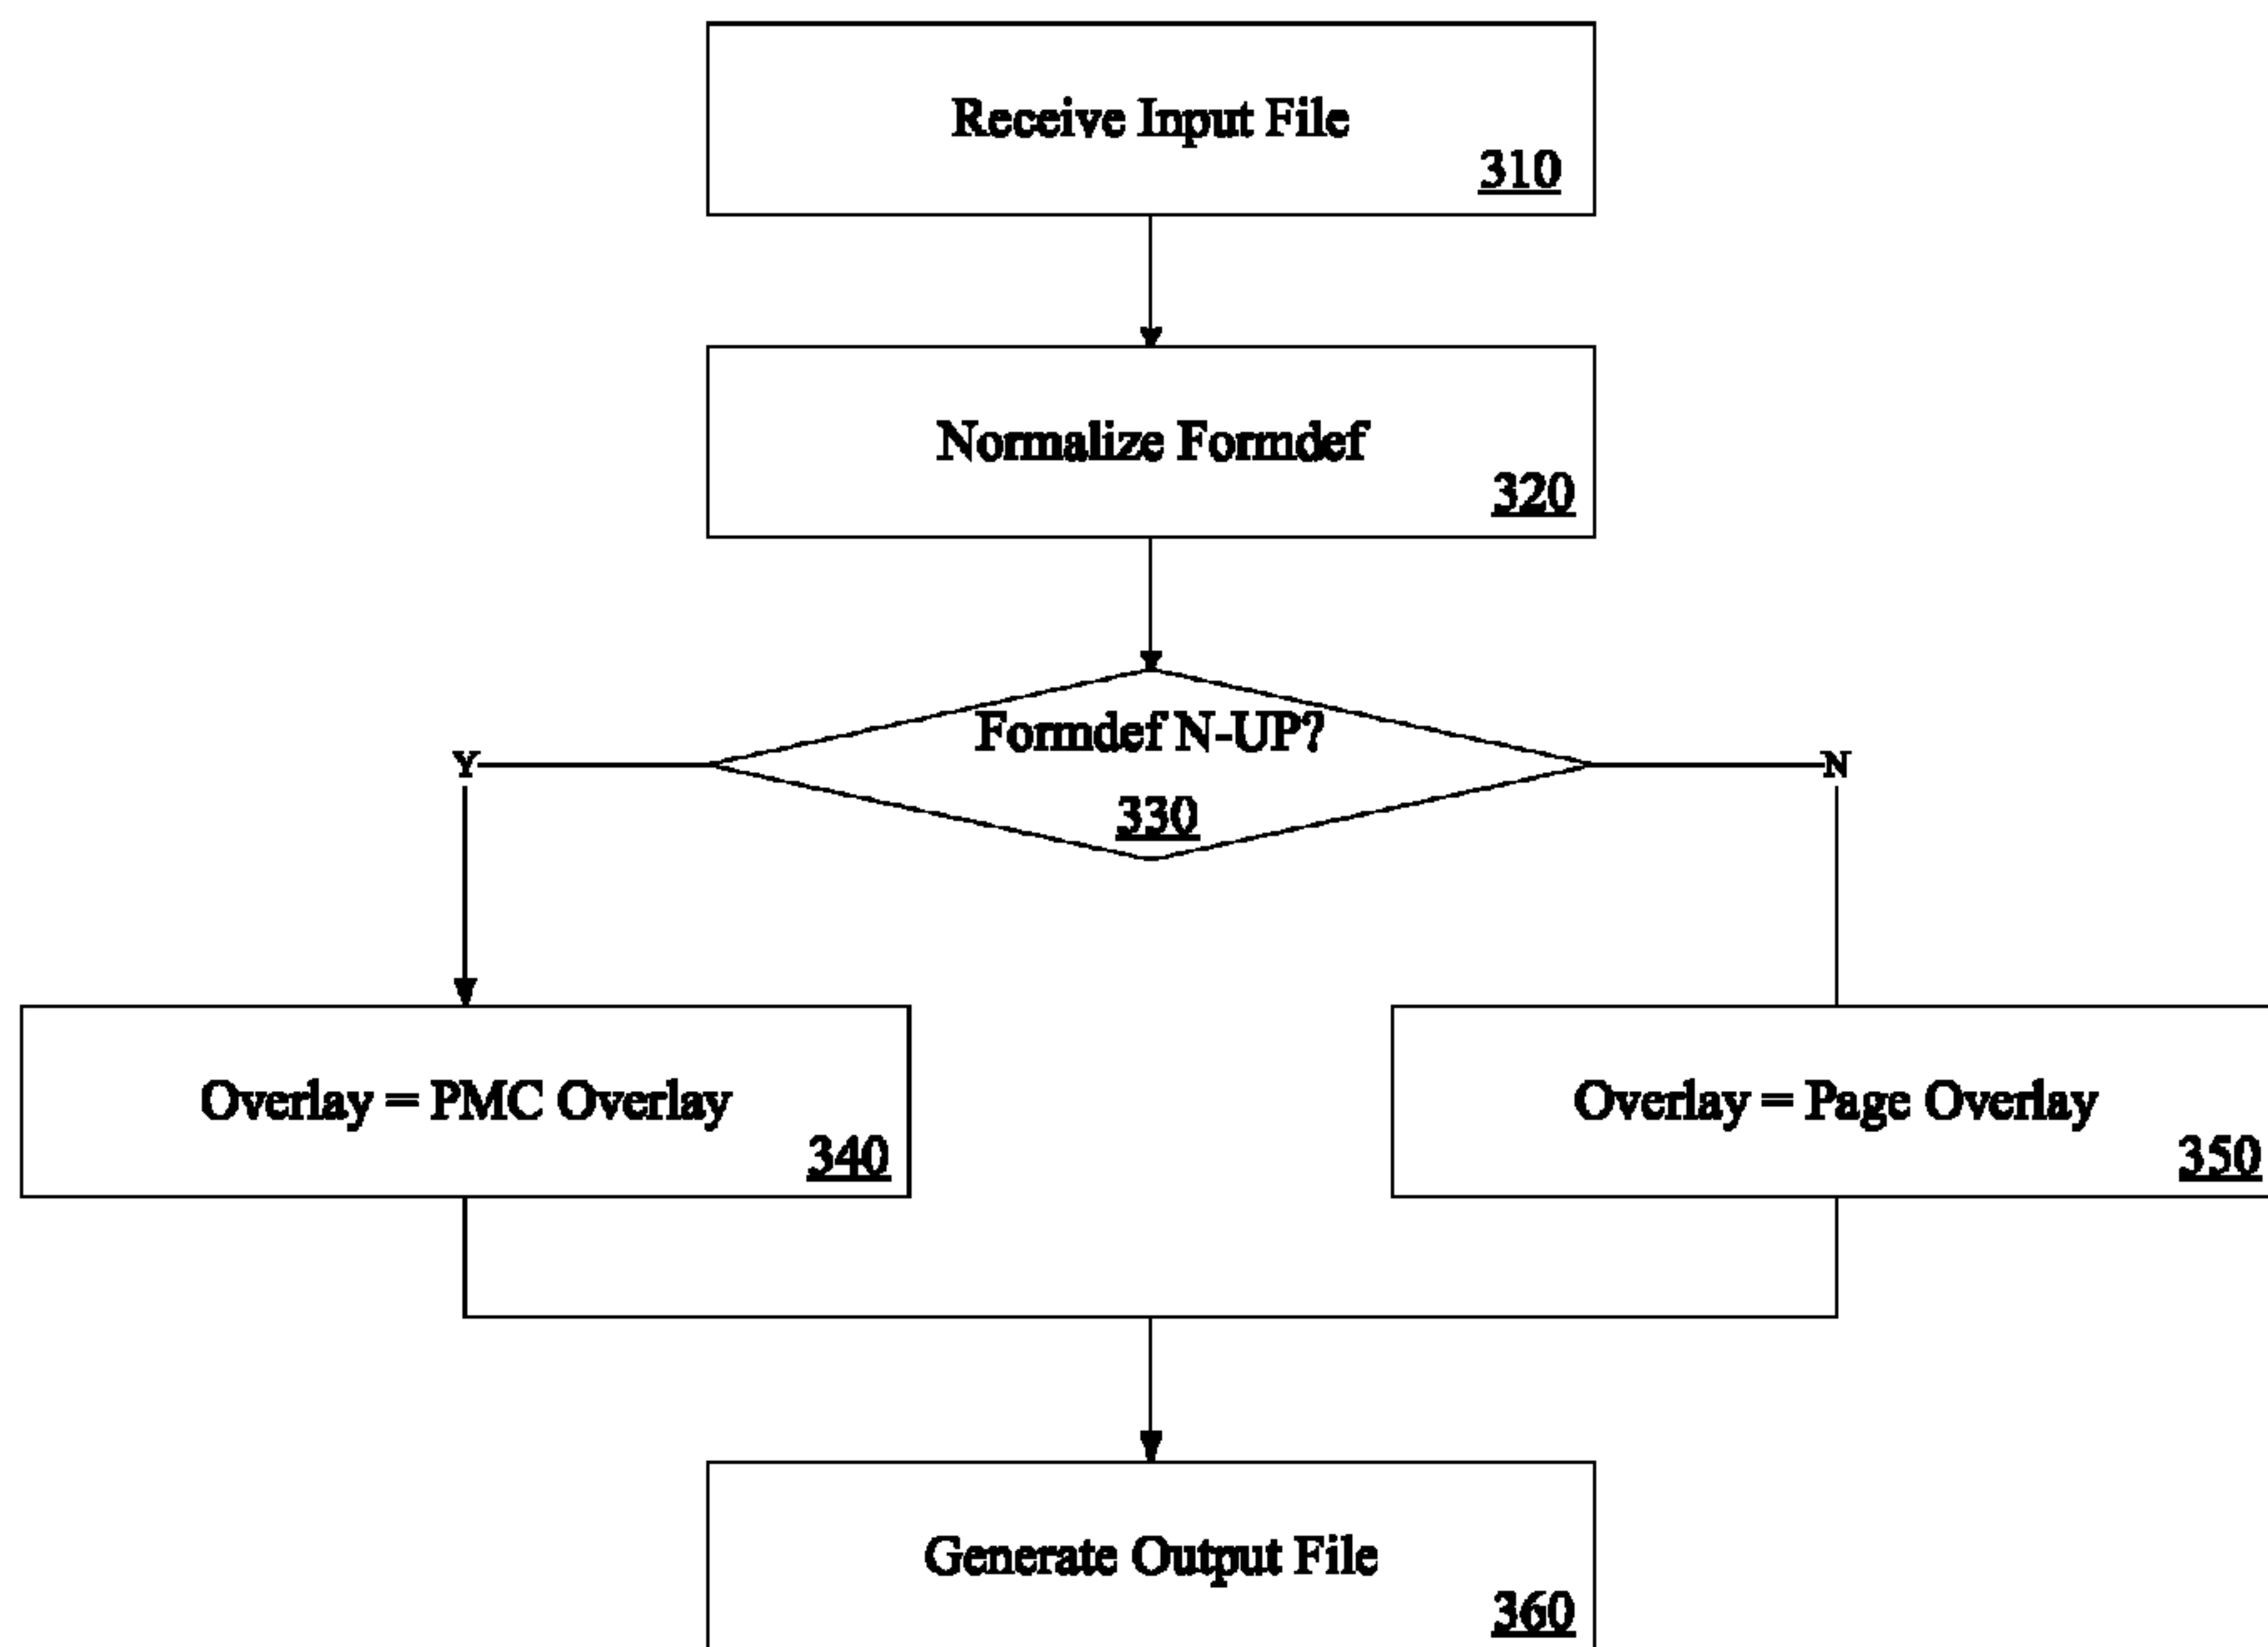 Receive Input File
310
Normalize Formdef
320
Formdef N-UP?
330
Y
N
Overlay = PMC Overlay
340
Overlay = Page Overlay
350
Generate Output File
360